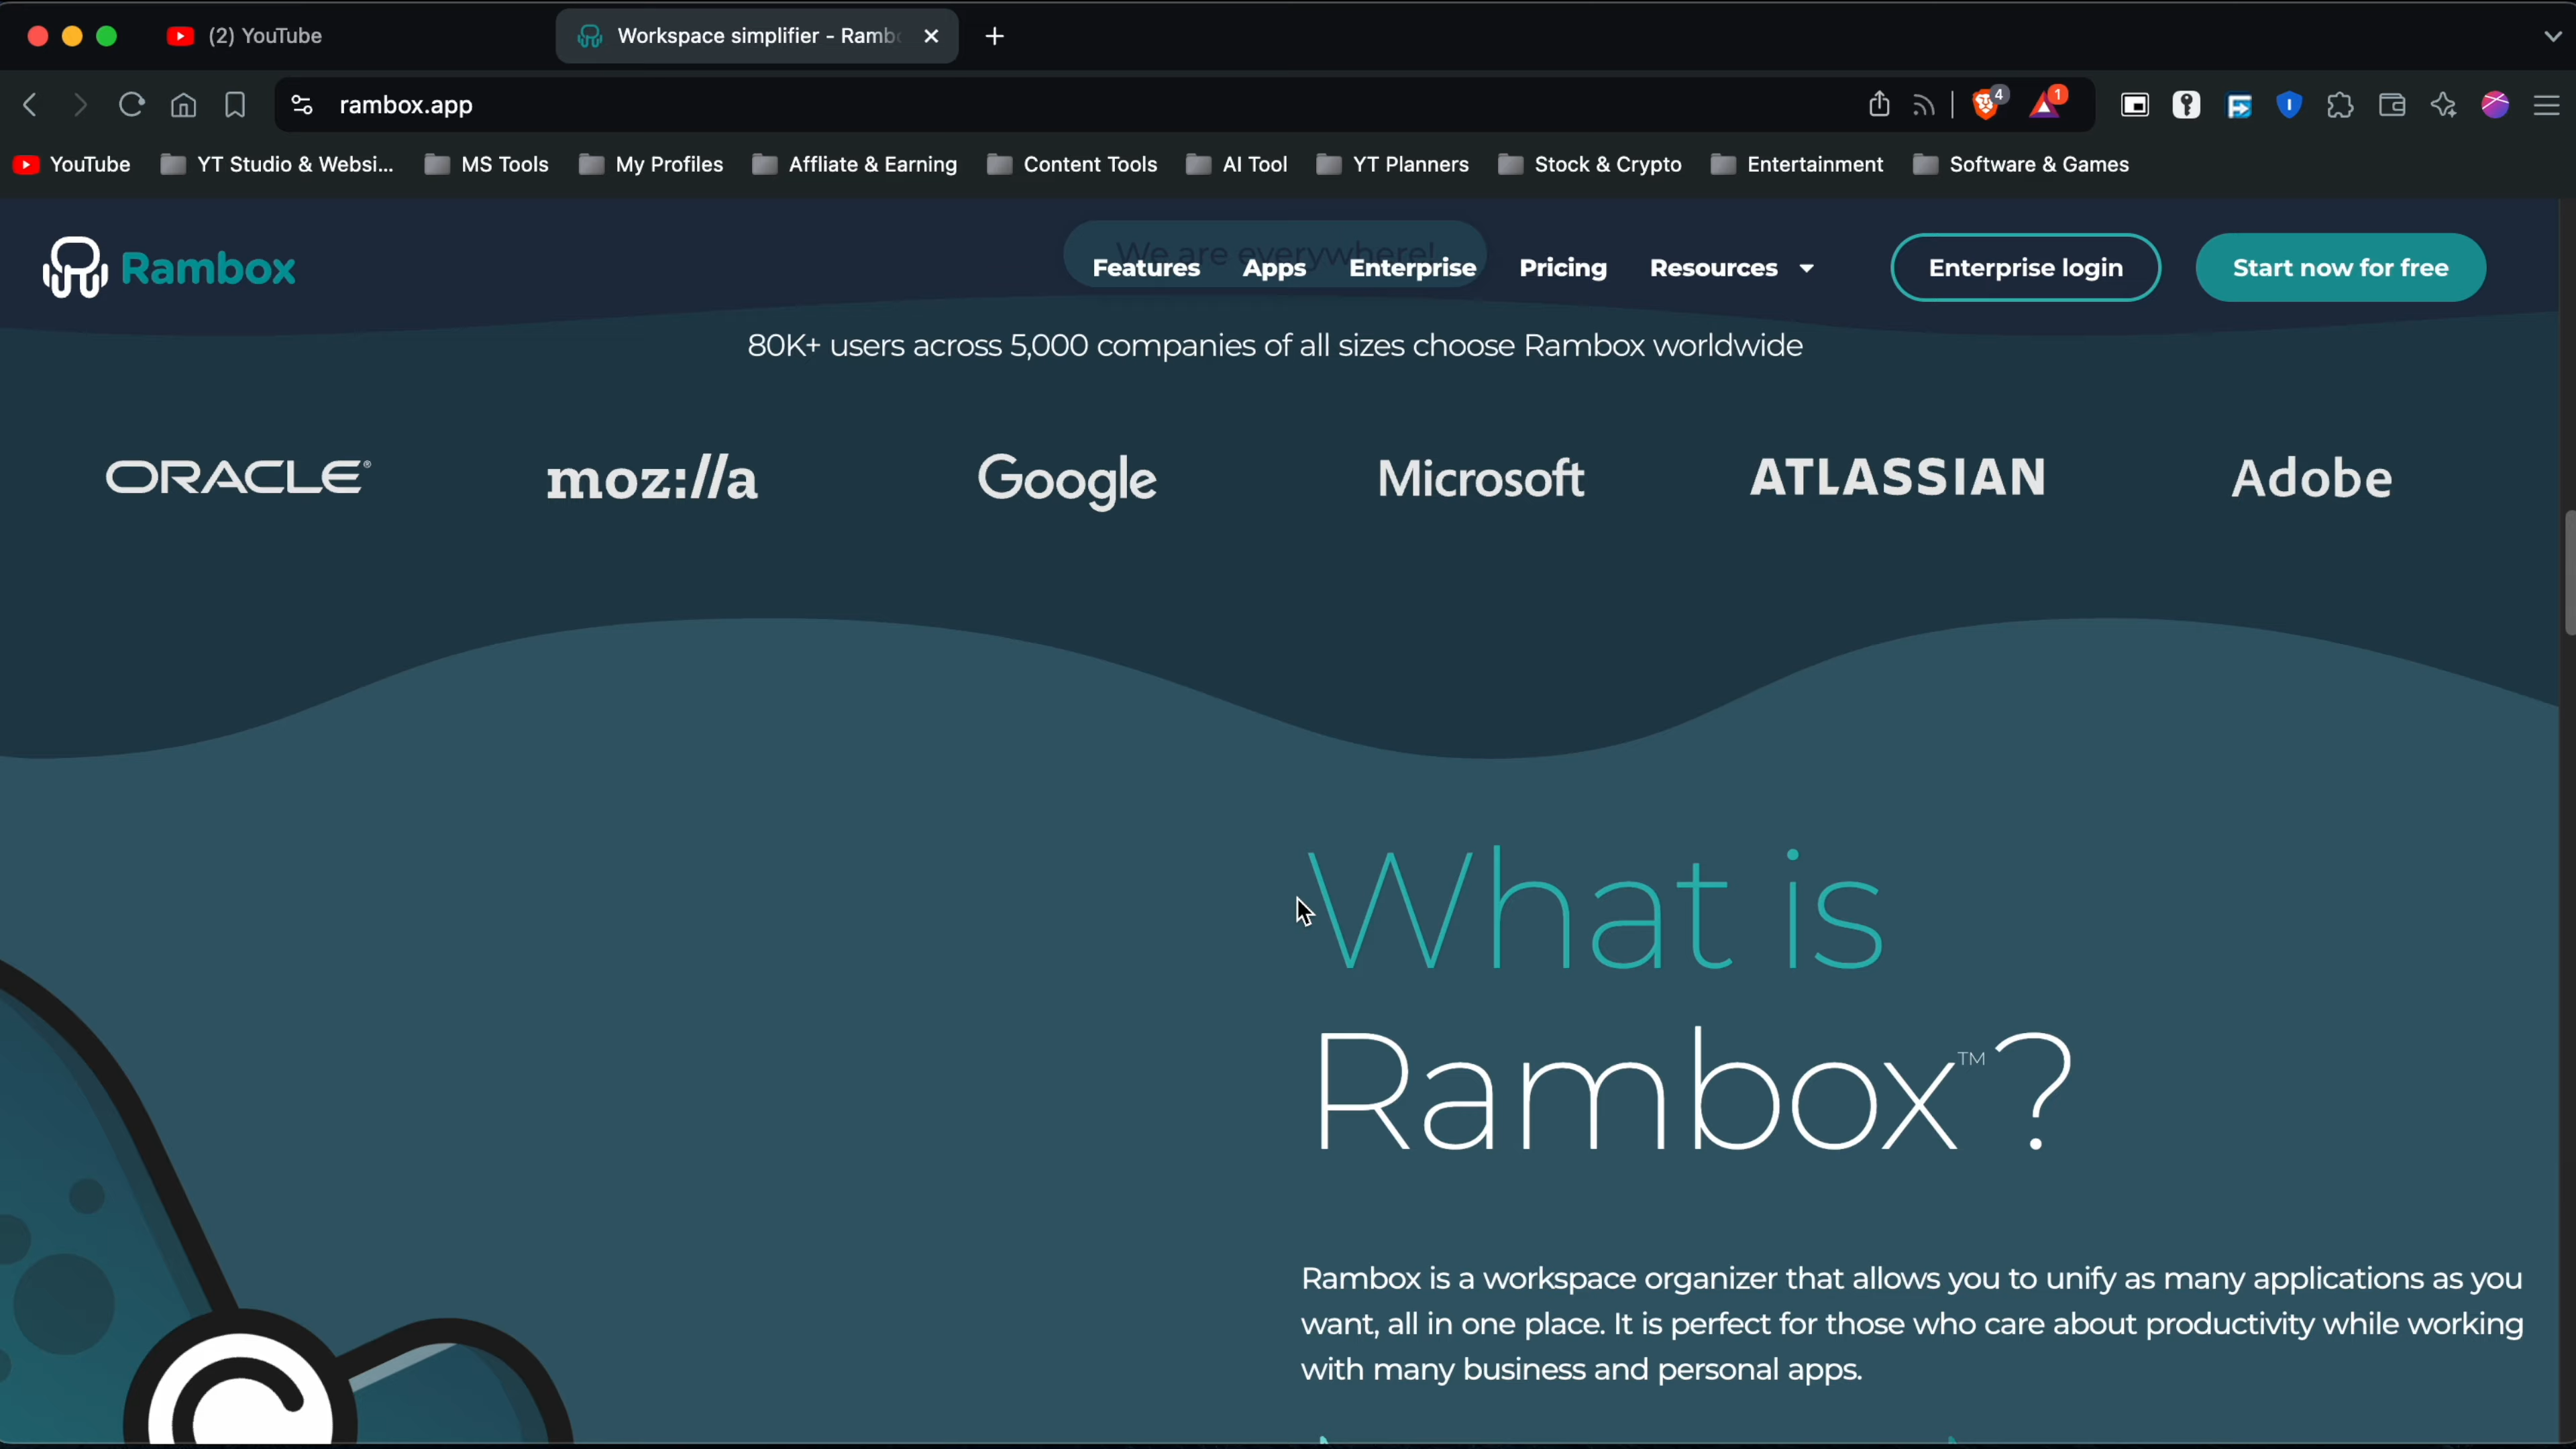 (2) YouTube
Workspace simplifier - Ramb
rambox.app
4
1
YouTube
YT Studio & Websi...
MS Tools
My Profiles
Affliate & Earning
Content Tools
AI Tool
YT Planners
Stock & Crypto
Entertainment
Software & Games
Rambox
We are everywhere!
Features
Apps
Enterprise
Pricing
Resources
Enterprise login
Start now for free
80K+ users across 5,000 companies of all sizes choose Rambox worldwide
ORACLE®
moz://a
Google
Microsoft
ATLASSIAN
Adobe
What is
Rambox™?
Rambox is a workspace organizer that allows you to unify as many applications as you
want, all in one place. It is perfect for those who care about productivity while working
with many business and personal apps.